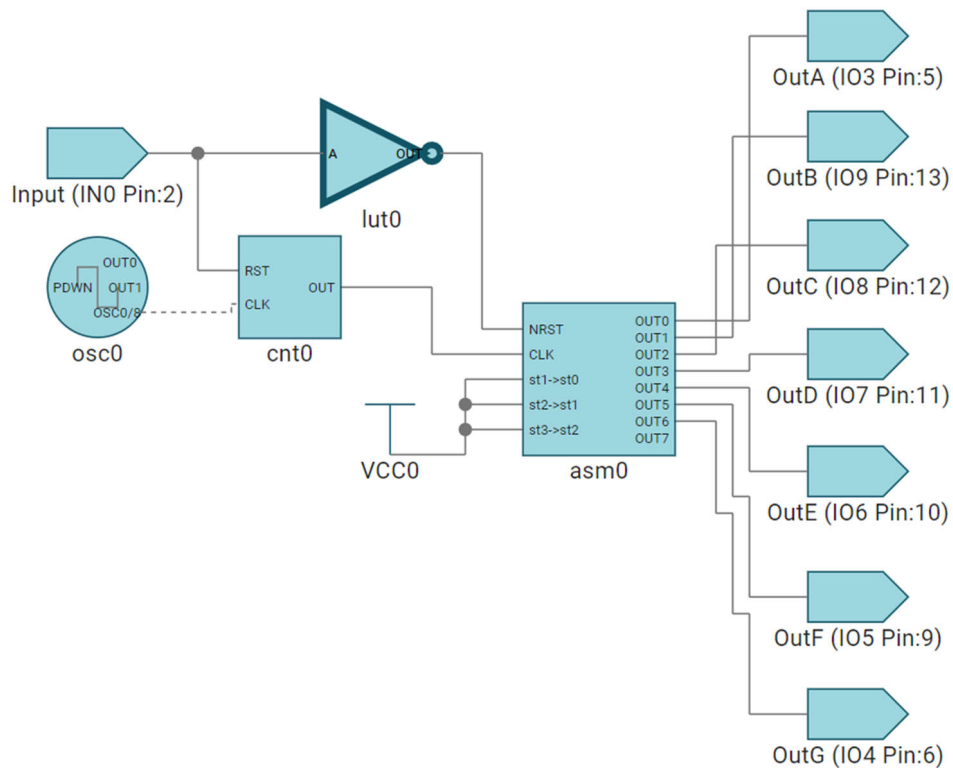 OutA (IO3 Pin:5)
OutB (IO9 Pin:13)
A
OUT
Input (IN0 Pin:2)
lut0
OUT0
PDWN
OUT1
OSC0/8
osc0
RST
OUT
CLK
cnt0
OutC (IO8 Pin:12)
NRST
CLK
st1->st0
st2->st1
st3->st2
OUT0
OUT1
OUT2
OUT3
OUT4
OUT5
OUT6
OUT7
asm0
VCC0
OutD (IO7 Pin:11)
OutE (IO6 Pin:10)
OutF (IO5 Pin:9)
OutG (IO4 Pin:6)